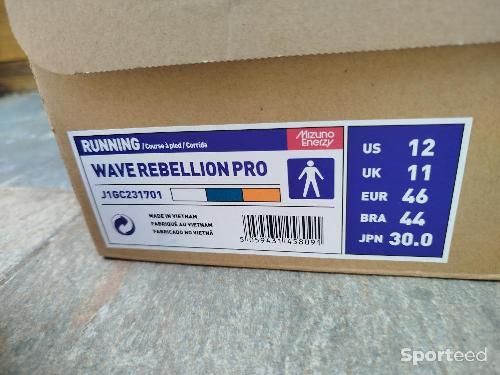 RUNNING / Course à pied / Corrida
Mizuno
Enerzy
WAVE REBELLION PRO
J1GC231701
MADE IN VIETNAM
FABRIQUÉ AU VIETNAM
FABRICADO NO VIETNÃ
5059431458091
US 12
UK 11
EUR 46
BRA 44
JPN 30.0
Sporteed